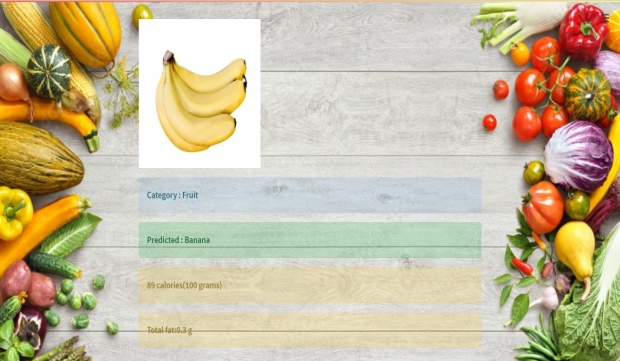 Category : Fruit
Predicted : Banana
89 calories(100 grams)
Total fat:0.3 g